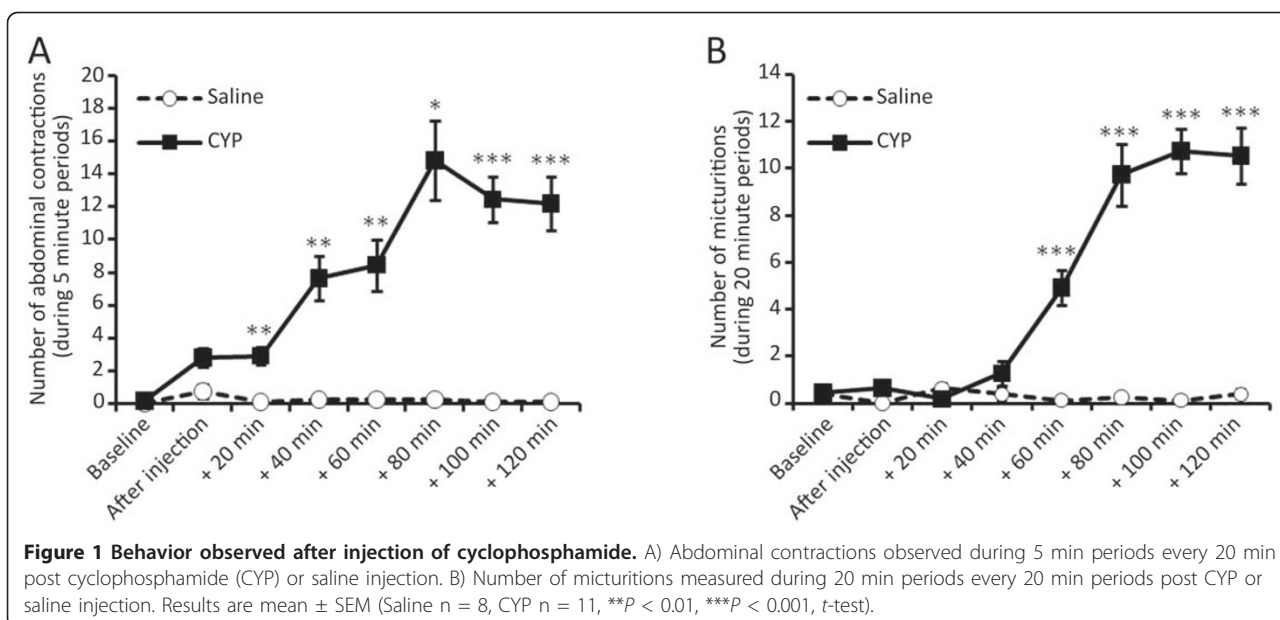 A
Number of abdominal contractions
(during 5 minute periods)
20
18
16
14
12
10
8
6
4
2
0
Saline
CYP
**
**
**
*
***
***
Baseline
After injection
+ 20 min
+ 40 min
+ 60 min
+ 80 min
+ 100 min
+ 120 min
B
Number of micturitions
(during 20 minute periods)
14
12
10
8
6
4
2
0
Saline
CYP
***
***
***
***
Baseline
After injection
+ 20 min
+ 40 min
+ 60 min
+ 80 min
+ 100 min
+ 120 min
Figure 1 Behavior observed after injection of cyclophosphamide. A) Abdominal contractions observed during 5 min periods every 20 min
post cyclophosphamide (CYP) or saline injection. B) Number of micturitions measured during 20 min periods every 20 min periods post CYP or
saline injection. Results are mean ± SEM (Saline n = 8, CYP n = 11, **P < 0.01, ***P < 0.001, t-test).